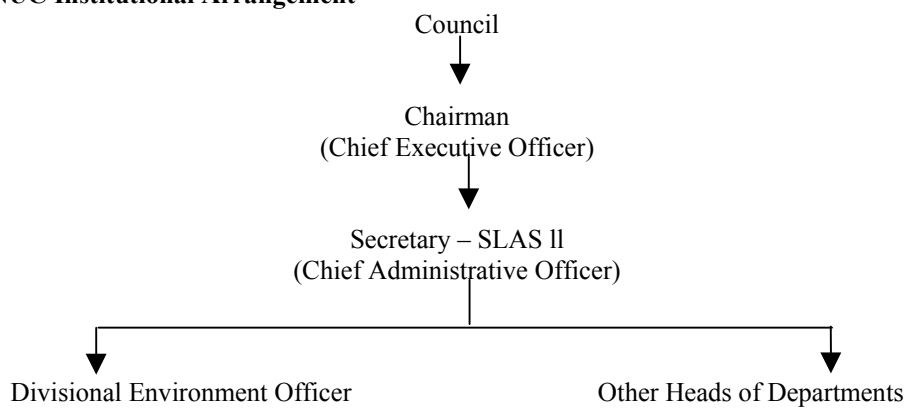 NUC Institutional Arrangement
Council
Chairman
(Chief Executive Officer)
Secretary – SLAS ll
(Chief Administrative Officer)
Divisional Environment Officer
Other Heads of Departments